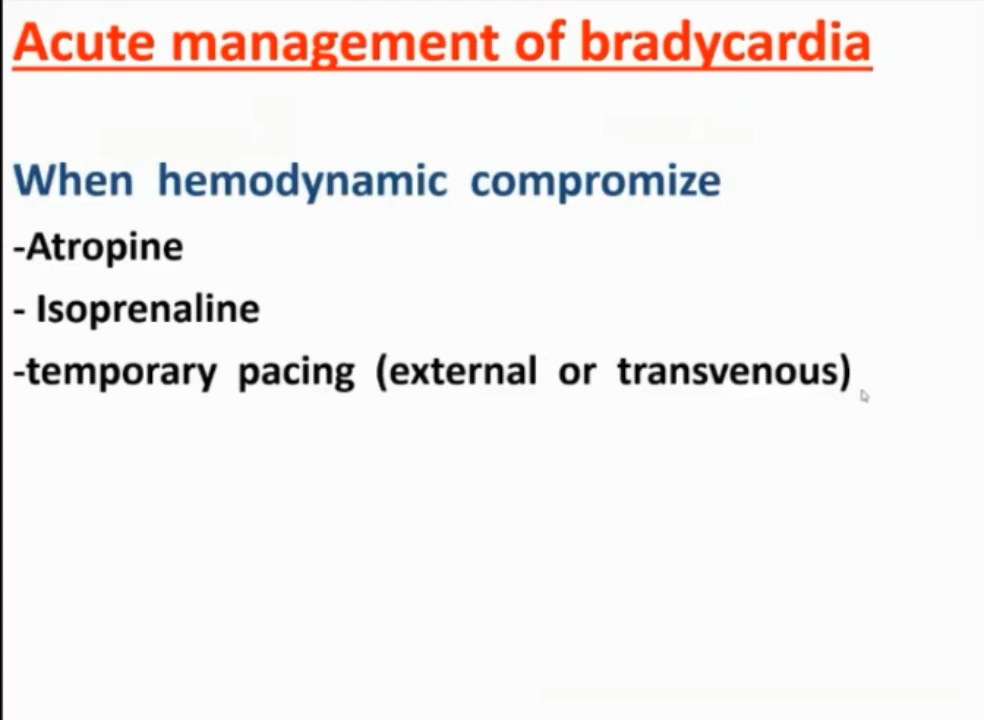 Acute management of bradycardia
When hemodynamic compromize
-Atropine
- Isoprenaline
-temporary pacing (external or transvenous)